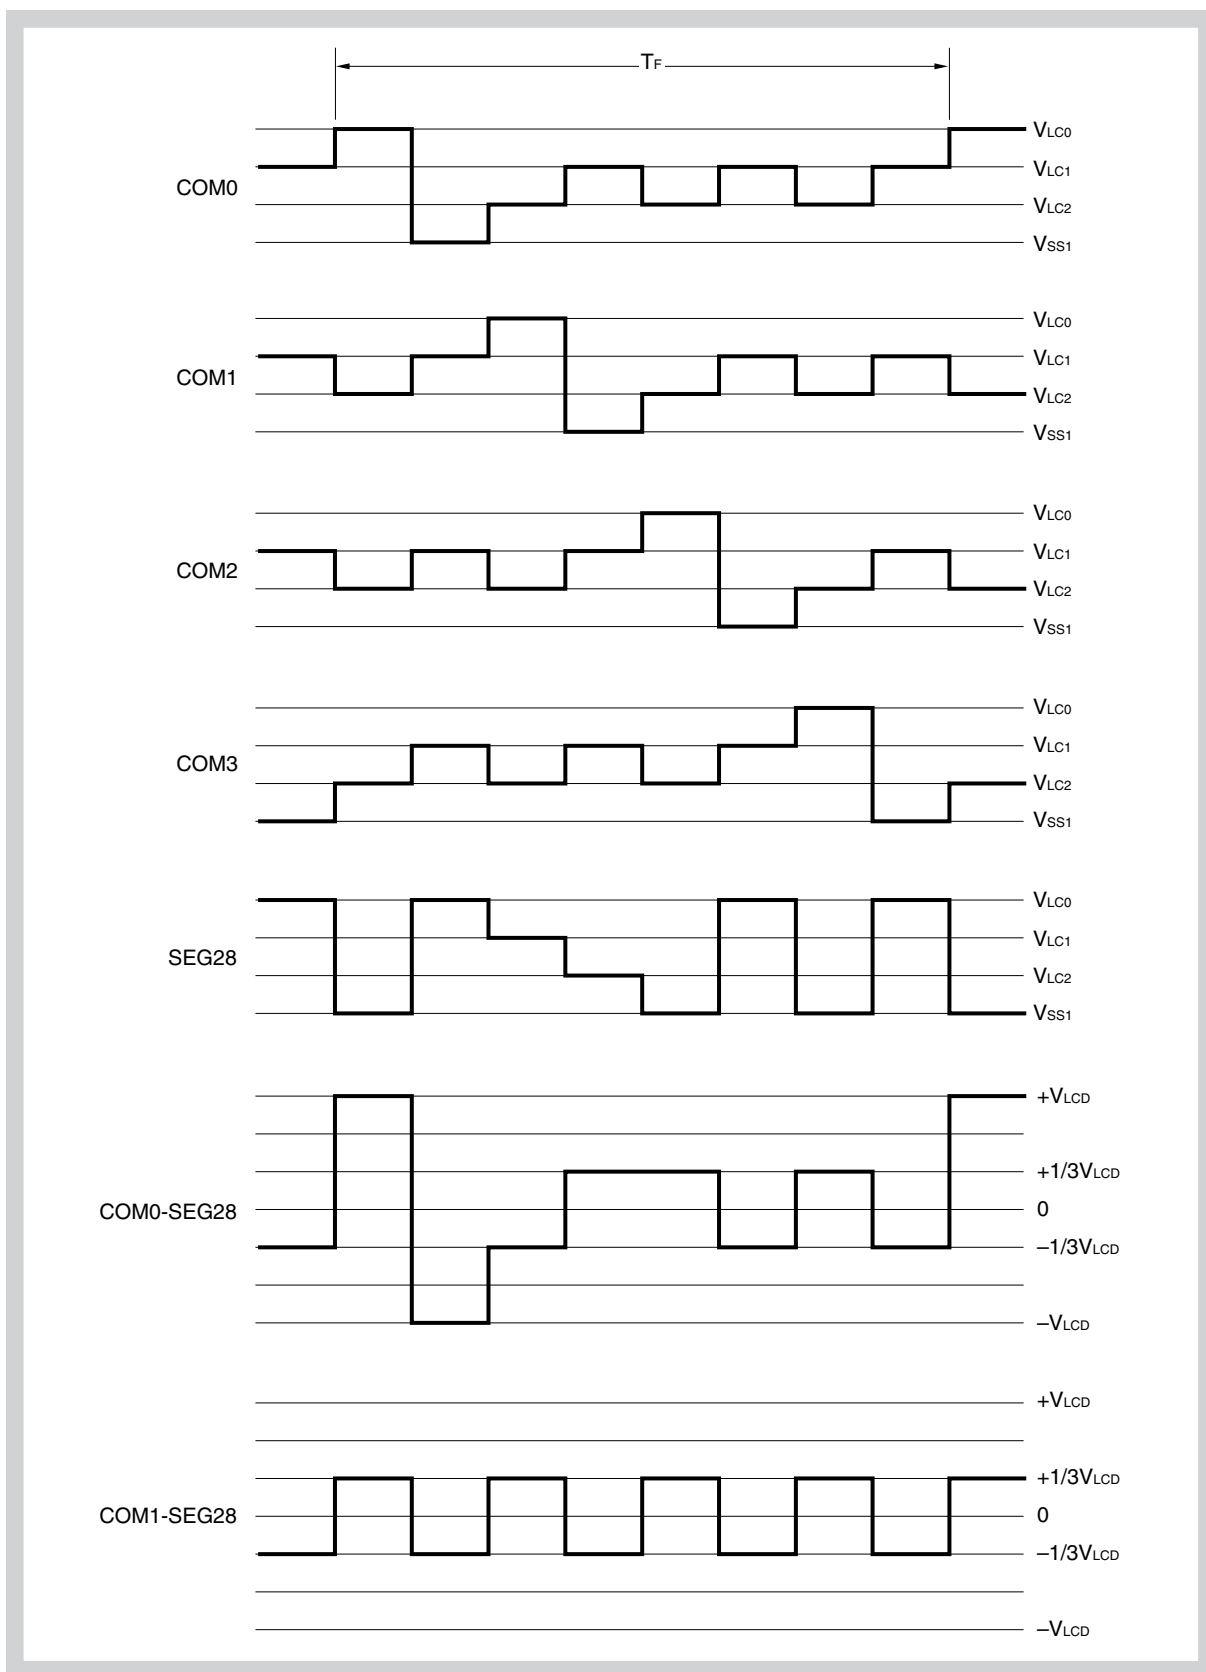 TF
VLC0
VLC1
COM0
VLC2
VSS1
VLC0
VLC1
COM1
VLC2
VSS1
VLC0
VLC1
COM2
VLC2
VSS1
VLC0
VLC1
COM3
VLC2
VSS1
VLC0
VLC1
SEG28
VLC2
VSS1
+VLCD
+1/3VLCD
COM0-SEG28
0
–1/3VLCD
–VLCD
+VLCD
+1/3VLCD
COM1-SEG28
0
–1/3VLCD
–VLCD